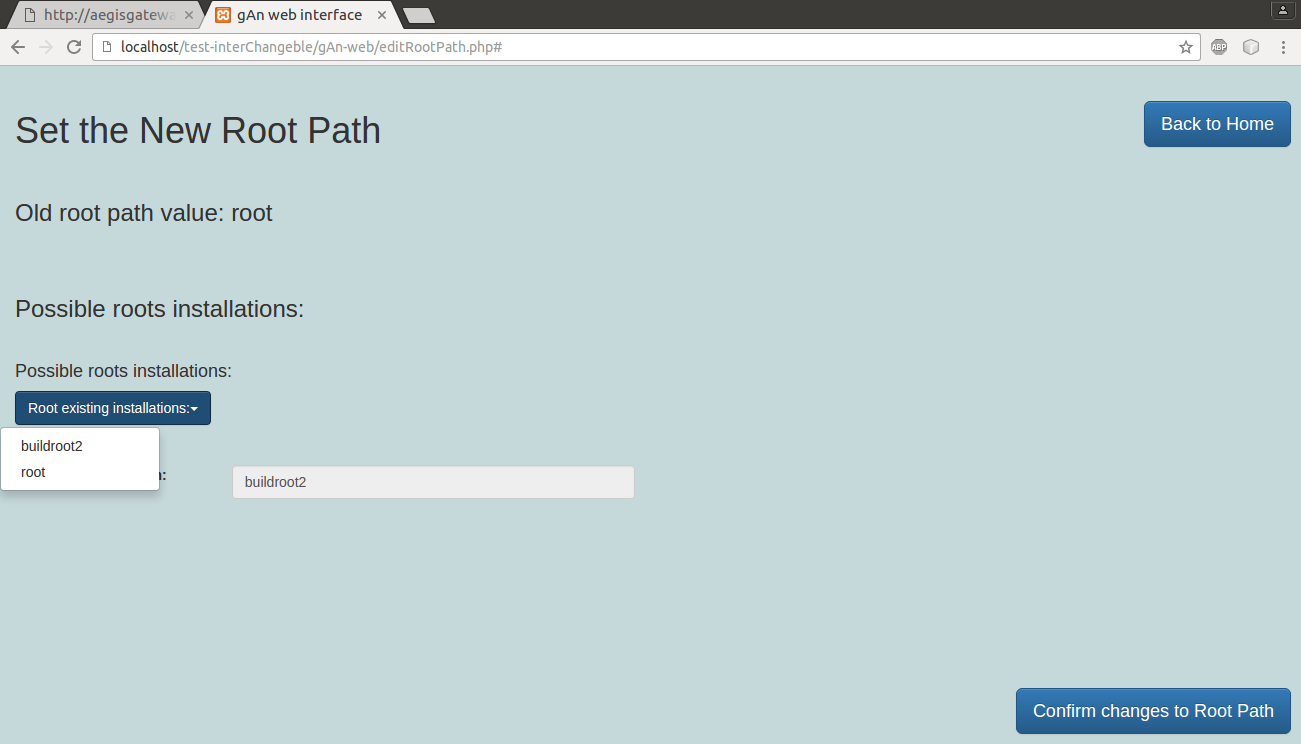 http://aegisgatewa
gAn web interface
localhost/test-interChangeble/gAn-web/editRootPath.php#
ABP
Set the New Root Path
Back to Home
Old root path value: root
Possible roots installations:
Possible roots installations:
Root existing installations:
buildroot2
root
buildroot2
Confirm changes to Root Path